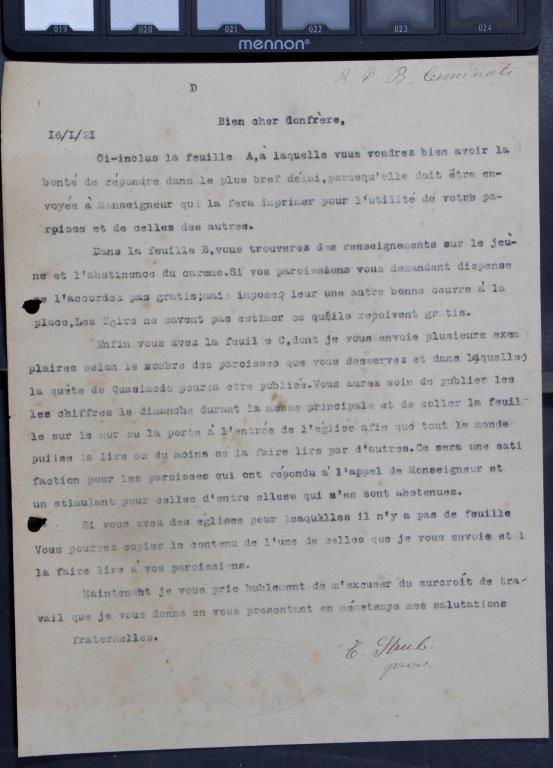 019 020 021 022 023 024
mennon®
R. P. B. Ceminati
D
Bien cher Confrère,
16/I/21
Ci-inclus la feuille A,à laquelle vous voudrez bien avoir la
bonté de répondre dans le plus bref délai,parcequ'elle doit être en-
voyée à Monseigneur qui la fera imprimer pour l'utilité de votre pa-
roisse et de celles des autres.
Dans la feuille B,vous trouverez des renseignements sur le jeû-
ne et l'abstinence du careme.Si vos paroissiens vous demandent dispense
ne l'accordez pas gratis;mais imposez leur une autre bonne oeuvre à la
place,Les Noirs ne savent pas estimer ce qu'ils reçoivent gratis.
Enfin vous avez la feuil e C,dont je vous envoie plusieurs exem
plaires selon le nombre des paroisses que vous desservez et dans lesquelles
la quête de Quasimodo pourra etre publiée.Vous aurez soin de publier les
les chiffres le dimanche durant la messe principale et de coller la feuil-
le sur le mur ou la porte à l'entrée de l'eglise afin que tout le monde
puisse la lire ou du moins se la faire lire par d'autres.Ce sera une sati
faction pour les paroisses qui ont répondu à l'appel de Monseigneur et
un stimulant pour celles d'entre elles qui s'en sont abstenues.
Si vous avez des églises pour lesquelles il n'y a pas de feuille
Vous pourrez copier le contenu de l'une de celles que je vous envoie et l
la faire lire à vos paroissiens.
Maintenant je vous prie hublement de m'excuser du surcroît de tra-
vail que je vous donne en vous presentant en mêmetemps mes salutations
fraternelles.
E. Staub.
prov.